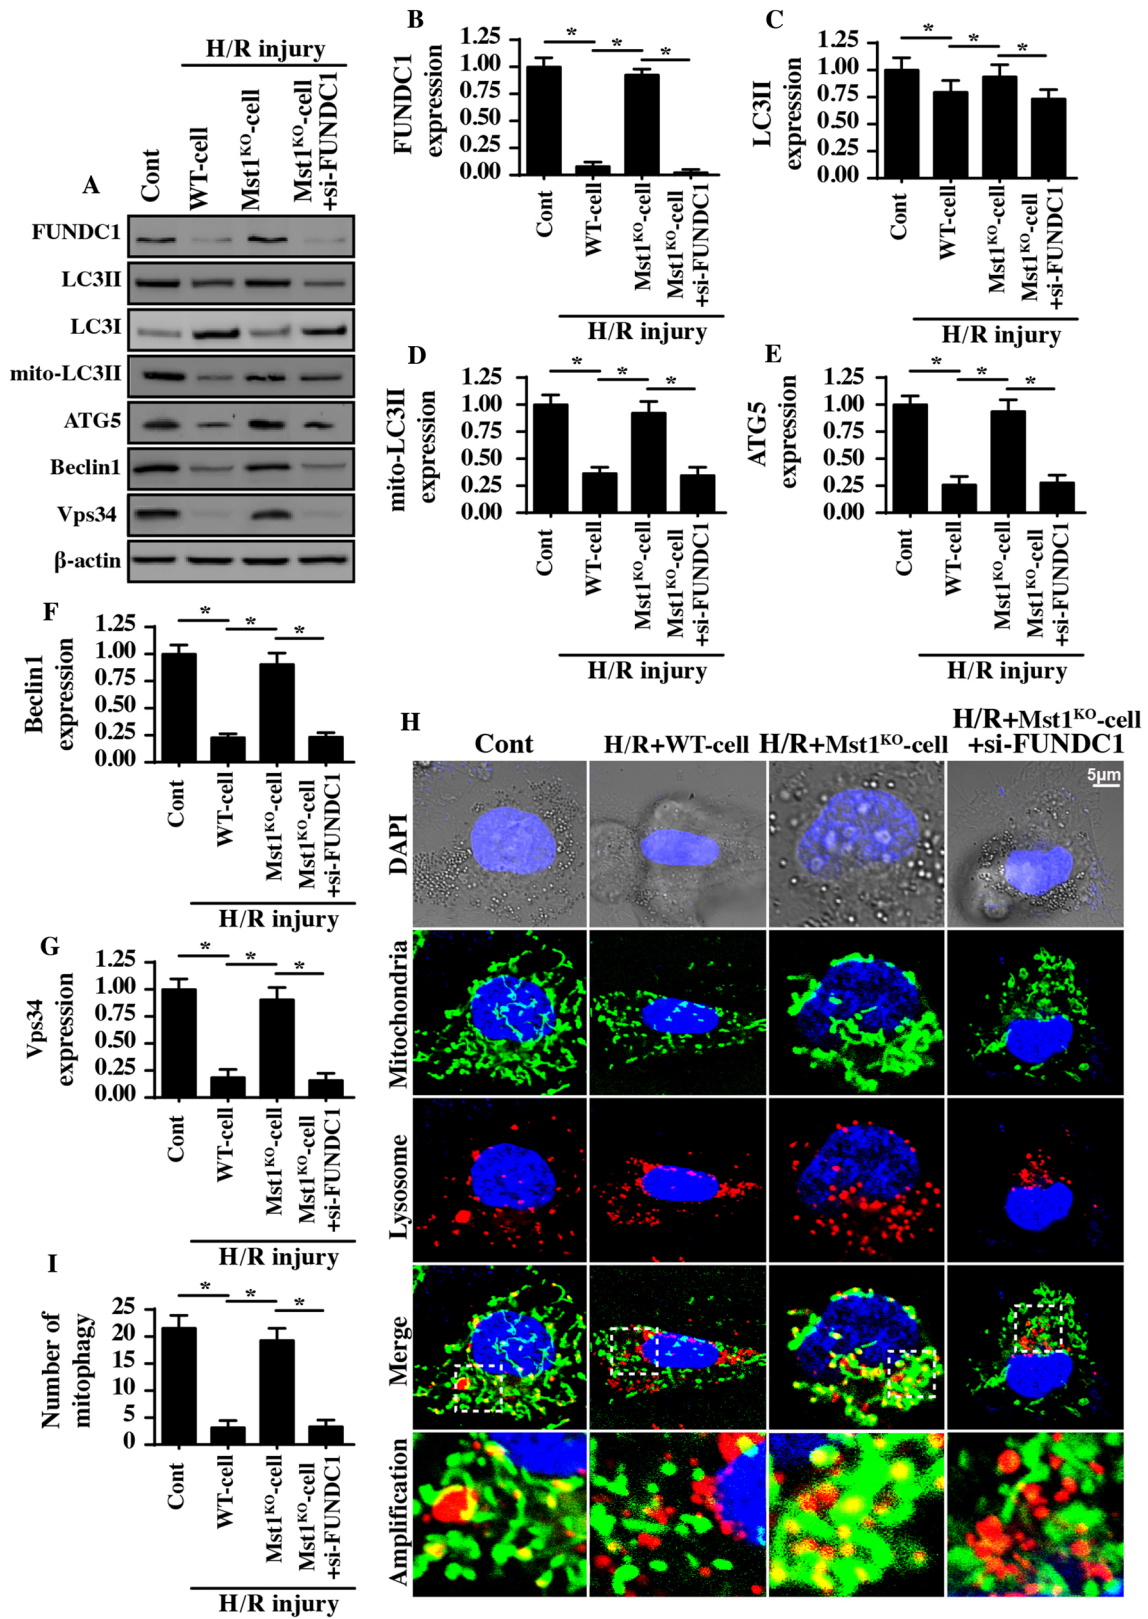 A
H/R injury
Cont
WT-cell
Mst1KO-cell
Mst1KO-cell
+si-FUNDC1
FUNDC1
LC3II
LC3I
mito-LC3II
ATG5
Beclin1
Vps34
β-actin
B
FUNDC1
expression
1.25
1.00
0.75
0.50
0.25
0.00
*
*
*
Cont
WT-cell
Mst1KO-cell
Mst1KO-cell
+si-FUNDC1
H/R injury
C
LC3II
expression
1.25
1.00
0.75
0.50
0.25
0.00
*
*
*
Cont
WT-cell
Mst1KO-cell
Mst1KO-cell
+si-FUNDC1
H/R injury
D
mito-LC3II
expression
1.25
1.00
0.75
0.50
0.25
0.00
*
*
*
Cont
WT-cell
Mst1KO-cell
Mst1KO-cell
+si-FUNDC1
H/R injury
E
ATG5
expression
1.25
1.00
0.75
0.50
0.25
0.00
*
*
*
Cont
WT-cell
Mst1KO-cell
Mst1KO-cell
+si-FUNDC1
H/R injury
F
Beclin1
expression
1.25
1.00
0.75
0.50
0.25
0.00
*
*
*
Cont
WT-cell
Mst1KO-cell
Mst1KO-cell
+si-FUNDC1
H/R injury
G
Vps34
expression
1.25
1.00
0.75
0.50
0.25
0.00
*
*
*
Cont
WT-cell
Mst1KO-cell
Mst1KO-cell
+si-FUNDC1
H/R injury
H
Cont
H/R+WT-cell
H/R+Mst1KO-cell
H/R+Mst1KO-cell
+si-FUNDC1
5μm
DAPI
Mitochondria
Lysosome
Merge
Amplification
I
Number of
mitophagy
25
20
15
10
5
0
*
*
*
Cont
WT-cell
Mst1KO-cell
Mst1KO-cell
+si-FUNDC1
H/R injury